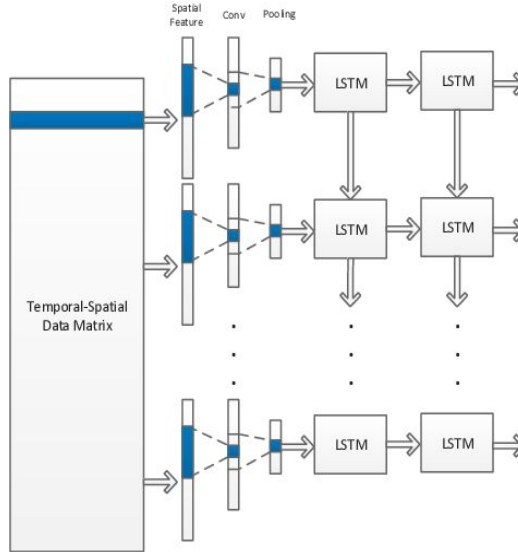 Spatial
Feature
Conv
Pooling
LSTM
LSTM
LSTM
LSTM
Temporal-Spatial
Data Matrix
LSTM
LSTM